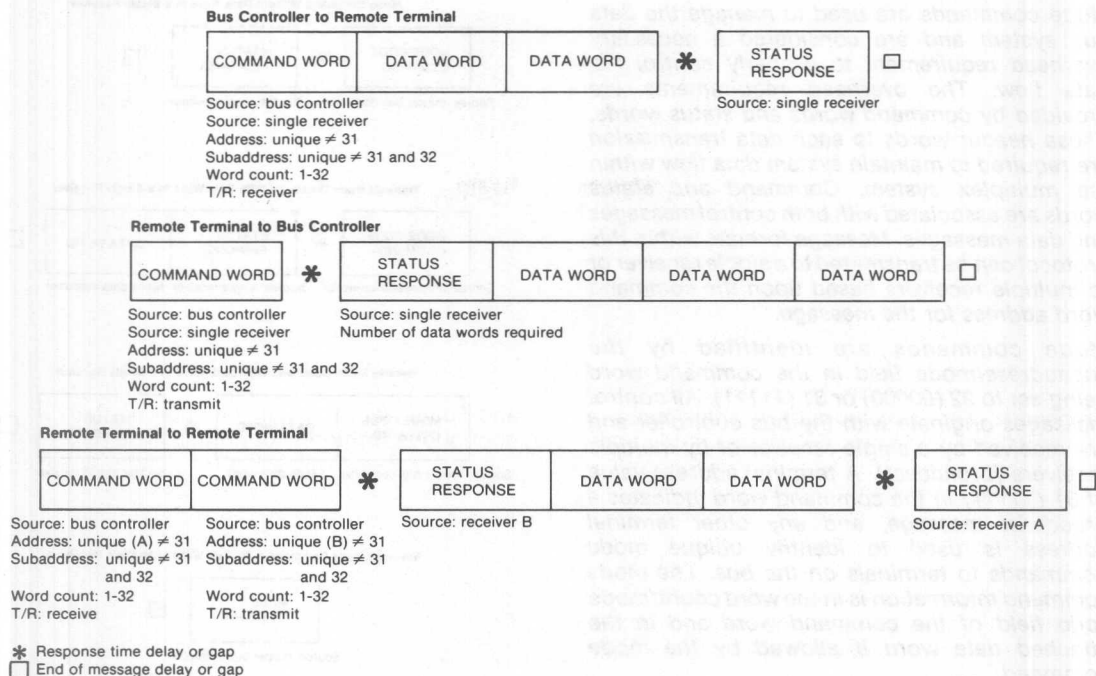 Bus Controller to Remote Terminal
COMMAND WORD DATA WORD DATA WORD * STATUS RESPONSE □
Source: bus controller
Source: single receiver
Address: unique ≠ 31
Subaddress: unique ≠ 31 and 32
Word count: 1-32
T/R: receiver
Source: single receiver
Remote Terminal to Bus Controller
COMMAND WORD * STATUS RESPONSE DATA WORD DATA WORD DATA WORD □
Source: bus controller
Source: single receiver
Address: unique ≠ 31
Subaddress: unique ≠ 31 and 32
Word count: 1-32
T/R: transmit
Source: single receiver
Number of data words required
Remote Terminal to Remote Terminal
COMMAND WORD COMMAND WORD * STATUS RESPONSE DATA WORD DATA WORD * STATUS RESPONSE □
Source: bus controller
Address: unique (A) ≠ 31
Subaddress: unique ≠ 31
and 32
Word count: 1-32
T/R: receive
Source: bus controller
Address: unique (B) ≠ 31
Subaddress: unique ≠ 31
and 32
Word count: 1-32
T/R: transmit
Source: receiver B
Source: receiver A
* Response time delay or gap
□ End of message delay or gap